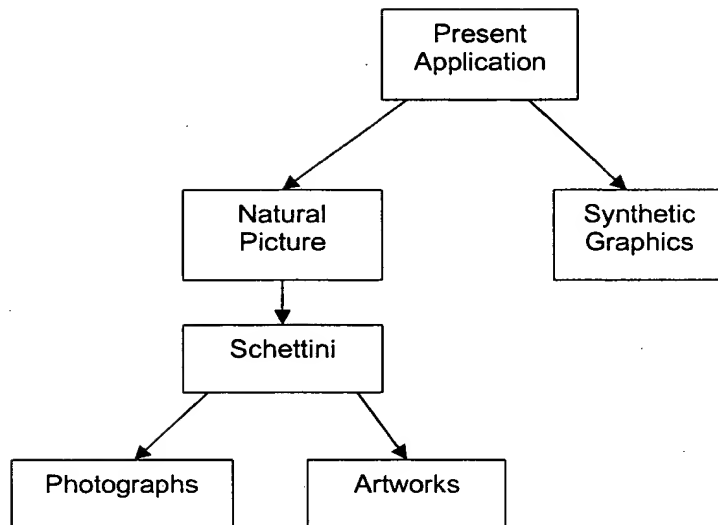 Present
Application
Natural
Picture
Synthetic
Graphics
Schettini
Photographs
Artworks